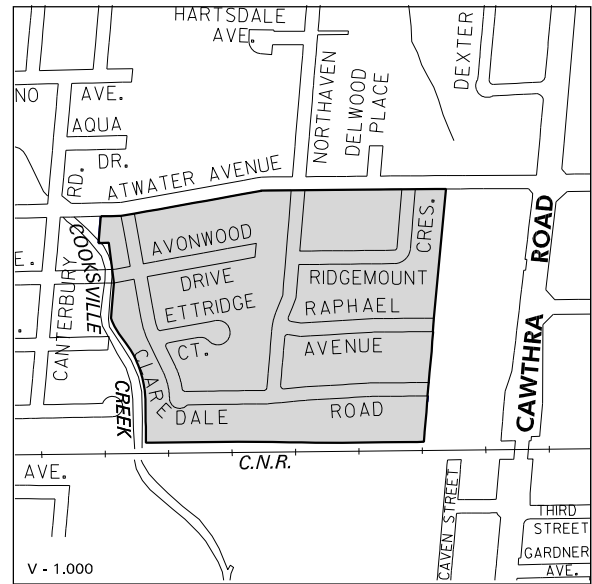 HARTSDALE
AVE.
NO AVE.
AQUA
DR.
RD.
CANTERBURY
NORTHAVEN
DELWOOD
PLACE
DEXTER
ATWATER AVENUE
COOKSVILLE
CREEK
AVONWOOD
DRIVE
ETTRIDGE
CT.
CRES.
RIDGEMOUNT
RAPHAEL
AVENUE
CLARE
DALE ROAD
CAWTHRA
ROAD
E.
.
C.N.R.
AVE.
CAVEN STREET
THIRD
STREET
GARDNER
AVE.
V - 1.000